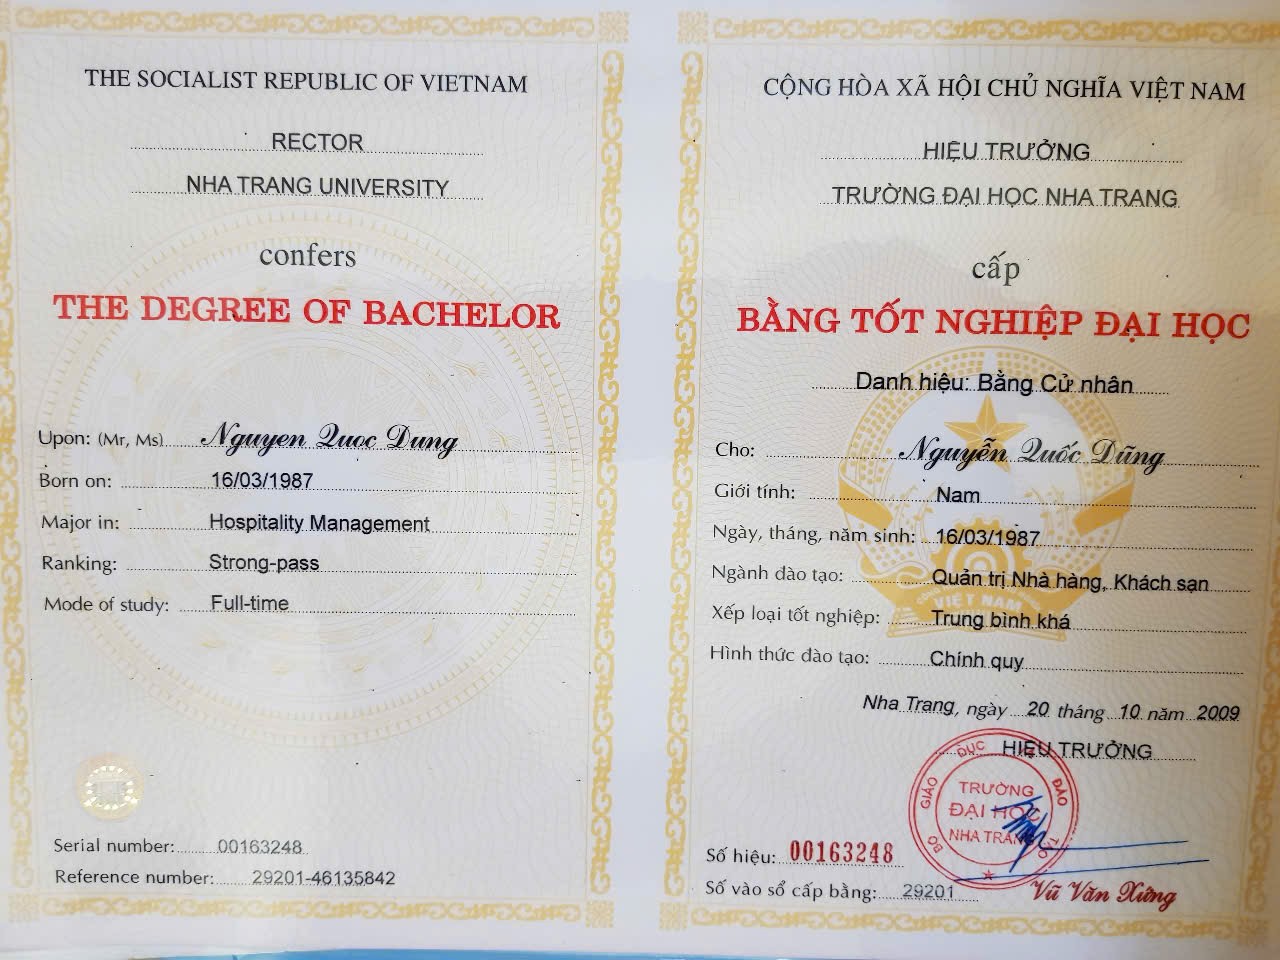 THE SOCIALIST REPUBLIC OF VIETNAM
RECTOR
NHA TRANG UNIVERSITY
confers
THE DEGREE OF BACHELOR
Upon: (Mr, Ms) Nguyen Quoc Dung
Born on: 16/03/1987
Major in: Hospitality Management
Ranking: Strong-pass
Mode of study: Full-time
Serial number: 00163248
Reference number: 29201-46135842
CỘNG HÒA XÃ HỘI CHỦ NGHĨA VIỆT NAM
HIỆU TRƯỞNG
TRƯỜNG ĐẠI HỌC NHA TRANG
cấp
BẰNG TỐT NGHIỆP ĐẠI HỌC
Danh hiệu: Bằng Cử nhân
Cho: Nguyễn Quốc Dũng
Giới tính: Nam
Ngày, tháng, năm sinh: 16/03/1987
Ngành đào tạo: Quản trị Nhà hàng, Khách sạn
VIỆT NAM
Xếp loại tốt nghiệp: Trung bình khá
Hình thức đào tạo: Chính quy
Nha Trang, ngày 20 tháng 10 năm 2009
HIỆU TRƯỞNG
BỘ GIÁO DỤC ĐÀO TẠO
TRƯỜNG
ĐẠI HỌC
NHA TRANG
Số hiệu: 00163248
Số vào sổ cấp bằng: 29201
Vũ Văn Xứng